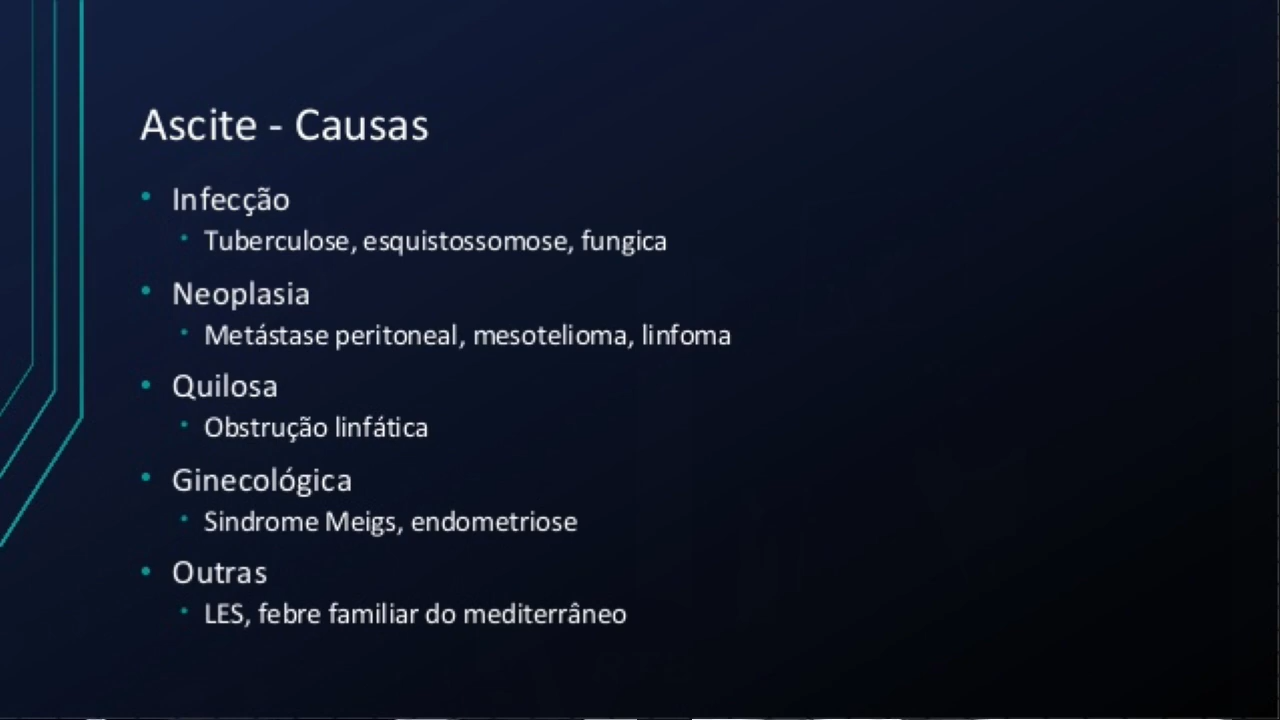 Ascite - Causas
• Infecção
• Tuberculose, esquistossomose, fungica
• Neoplasia
• Metástase peritoneal, mesotelioma, linfoma
• Quilosa
• Obstrução linfática
• Ginecológica
• Sindrome Meigs, endometriose
• Outras
• LES, febre familiar do mediterrâneo